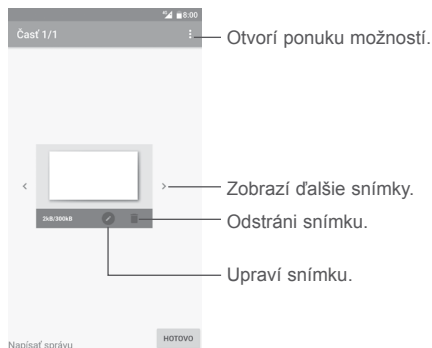 4G 8:00
Časť 1/1
Otvorí ponuku možností.
Zobrazí ďalšie snímky.
2kB/300kB
Odstráni snímku.
Upraví snímku.
Napísať správu
HOTOVO